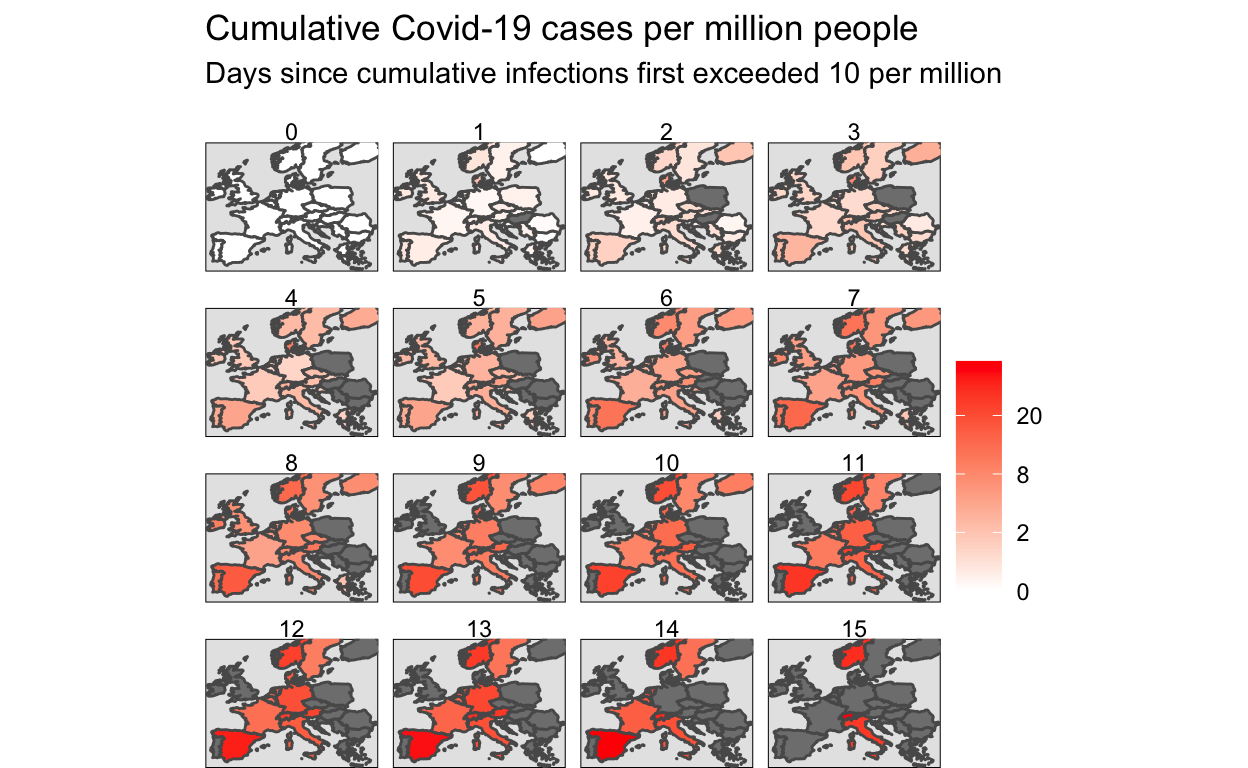 Cumulative Covid-19 cases per million people
Days since cumulative infections first exceeded 10 per million
0 1 2 3
4 5 6 7
8 9 10 11
12 13 14 15
20
8
2
0